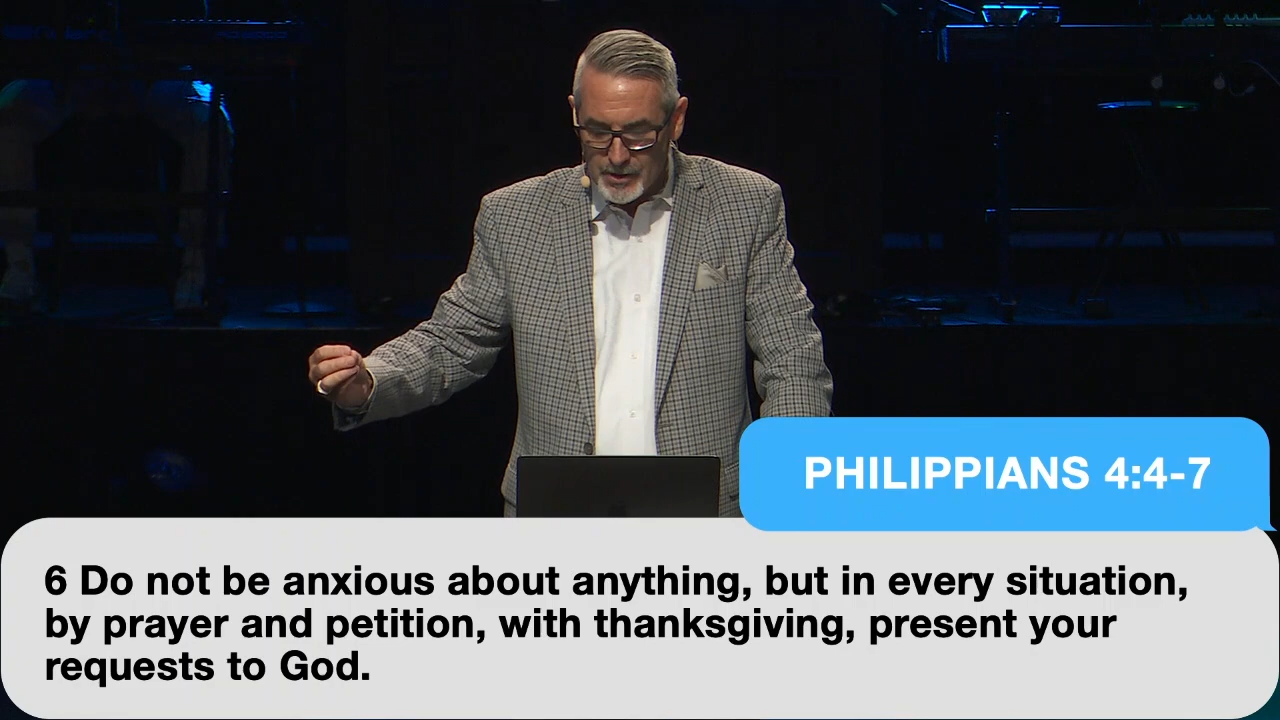 PHILIPPIANS 4:4-7
6 Do not be anxious about anything, but in every situation,
by prayer and petition, with thanksgiving, present your
requests to God.